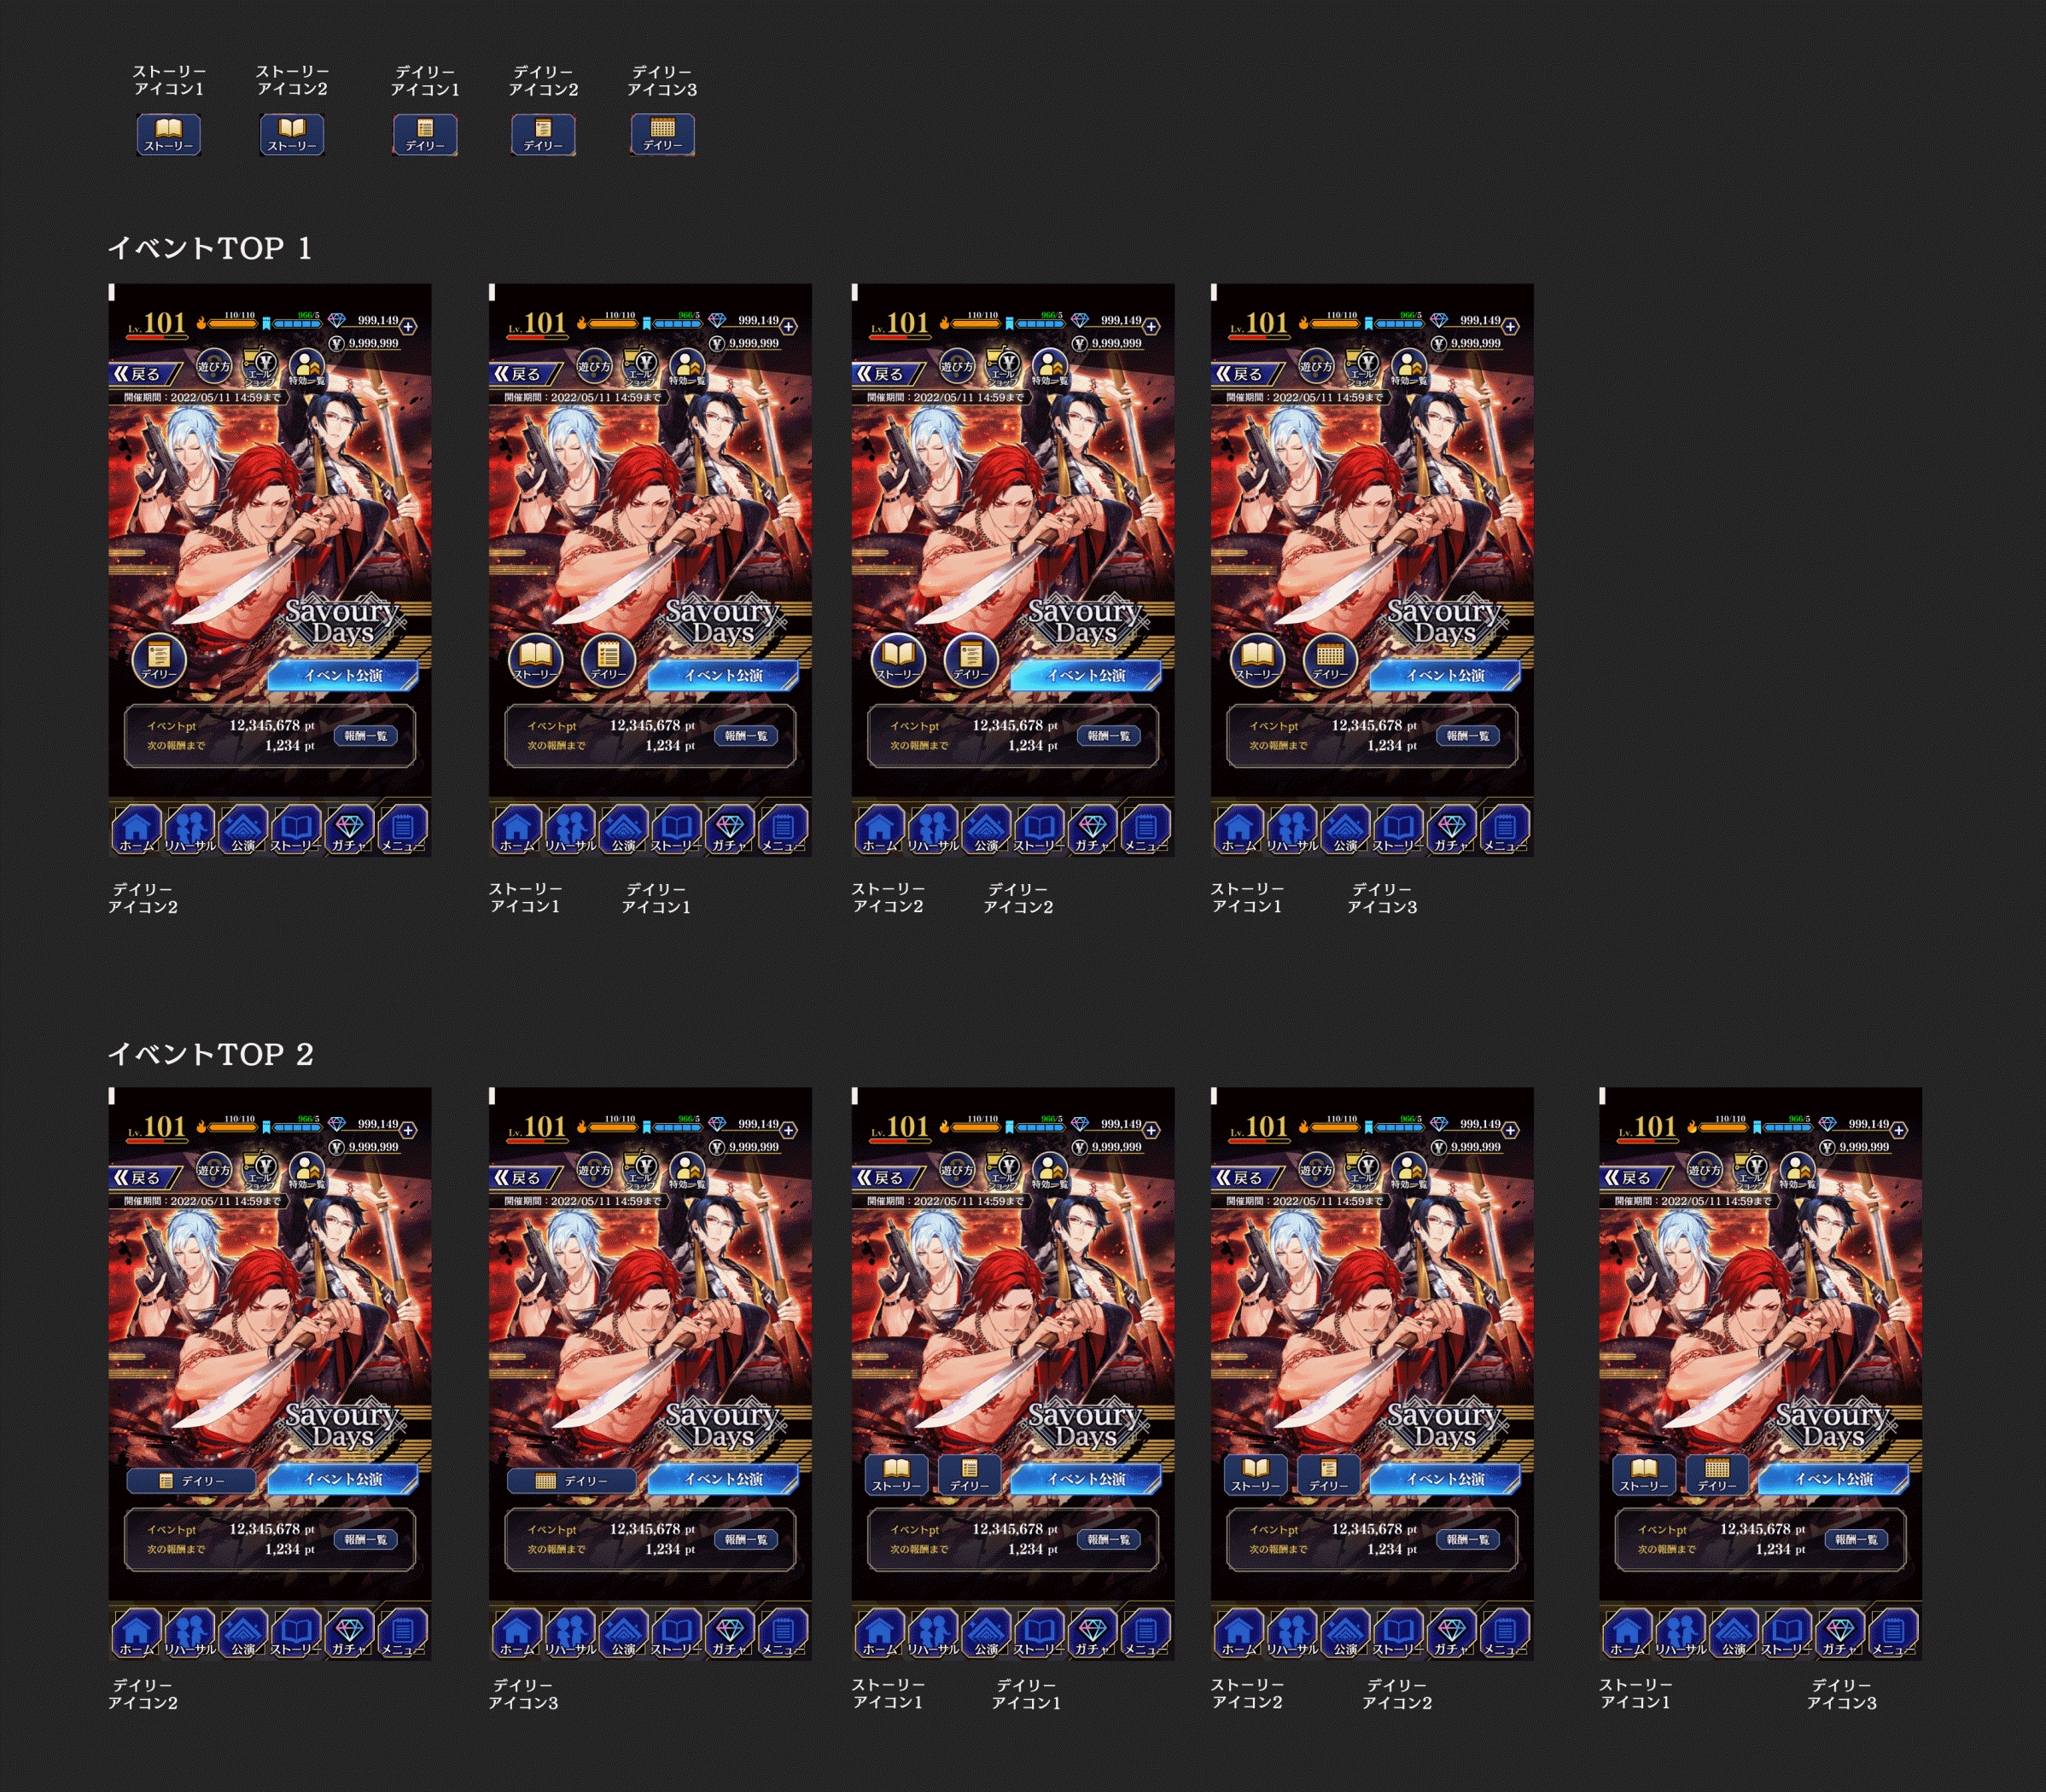 ストーリー
アイコン1
ストーリー
アイコン2
デイリー
アイコン1
デイリー
アイコン2
デイリー
アイコン3
ストーリー
ストーリー
デイリー
デイリー
デイリー
イベントTOP 1
Lv.101
110/110
966/5
999,149
9,999,999
戻る
遊び方
エール
ショップ
特効一覧
開催期間：2022/05/11 14:59まで
Savoury
Days
デイリー
イベント公演
イベントpt 12,345,678 pt
次の報酬まで 1,234 pt
報酬一覧
ホーム
リハーサル
公演
ストーリー
ガチャ
メニュー
デイリー
アイコン2
Lv.101
110/110
966/5
999,149
9,999,999
戻る
遊び方
エール
ショップ
特効一覧
開催期間：2022/05/11 14:59まで
Savoury
Days
ストーリー
デイリー
イベント公演
イベントpt 12,345,678 pt
次の報酬まで 1,234 pt
報酬一覧
ホーム
リハーサル
公演
ストーリー
ガチャ
メニュー
ストーリー
アイコン1
デイリー
アイコン1
Lv.101
110/110
966/5
999,149
9,999,999
戻る
遊び方
エール
ショップ
特効一覧
開催期間：2022/05/11 14:59まで
Savoury
Days
ストーリー
デイリー
イベント公演
イベントpt 12,345,678 pt
次の報酬まで 1,234 pt
報酬一覧
ホーム
リハーサル
公演
ストーリー
ガチャ
メニュー
ストーリー
アイコン2
デイリー
アイコン2
Lv.101
110/110
966/5
999,149
9,999,999
戻る
遊び方
エール
ショップ
特効一覧
開催期間：2022/05/11 14:59まで
Savoury
Days
ストーリー
デイリー
イベント公演
イベントpt 12,345,678 pt
次の報酬まで 1,234 pt
報酬一覧
ホーム
リハーサル
公演
ストーリー
ガチャ
メニュー
ストーリー
アイコン1
デイリー
アイコン3
イベントTOP 2
Lv.101
110/110
966/5
999,149
9,999,999
戻る
遊び方
エール
ショップ
特効一覧
開催期間：2022/05/11 14:59まで
Savoury
Days
デイリー
イベント公演
イベントpt 12,345,678 pt
次の報酬まで 1,234 pt
報酬一覧
ホーム
リハーサル
公演
ストーリー
ガチャ
メニュー
デイリー
アイコン2
Lv.101
110/110
966/5
999,149
9,999,999
戻る
遊び方
エール
ショップ
特効一覧
開催期間：2022/05/11 14:59まで
Savoury
Days
デイリー
イベント公演
イベントpt 12,345,678 pt
次の報酬まで 1,234 pt
報酬一覧
ホーム
リハーサル
公演
ストーリー
ガチャ
メニュー
デイリー
アイコン3
Lv.101
110/110
966/5
999,149
9,999,999
戻る
遊び方
エール
ショップ
特効一覧
開催期間：2022/05/11 14:59まで
Savoury
Days
ストーリー
デイリー
イベント公演
イベントpt 12,345,678 pt
次の報酬まで 1,234 pt
報酬一覧
ホーム
リハーサル
公演
ストーリー
ガチャ
メニュー
ストーリー
アイコン1
デイリー
アイコン1
Lv.101
110/110
966/5
999,149
9,999,999
戻る
遊び方
エール
ショップ
特効一覧
開催期間：2022/05/11 14:59まで
Savoury
Days
ストーリー
デイリー
イベント公演
イベントpt 12,345,678 pt
次の報酬まで 1,234 pt
報酬一覧
ホーム
リハーサル
公演
ストーリー
ガチャ
メニュー
ストーリー
アイコン2
デイリー
アイコン2
Lv.101
110/110
966/5
999,149
9,999,999
戻る
遊び方
エール
ショップ
特効一覧
開催期間：2022/05/11 14:59まで
Savoury
Days
ストーリー
デイリー
イベント公演
イベントpt 12,345,678 pt
次の報酬まで 1,234 pt
報酬一覧
ホーム
リハーサル
公演
ストーリー
ガチャ
メニュー
ストーリー
アイコン1
デイリー
アイコン3